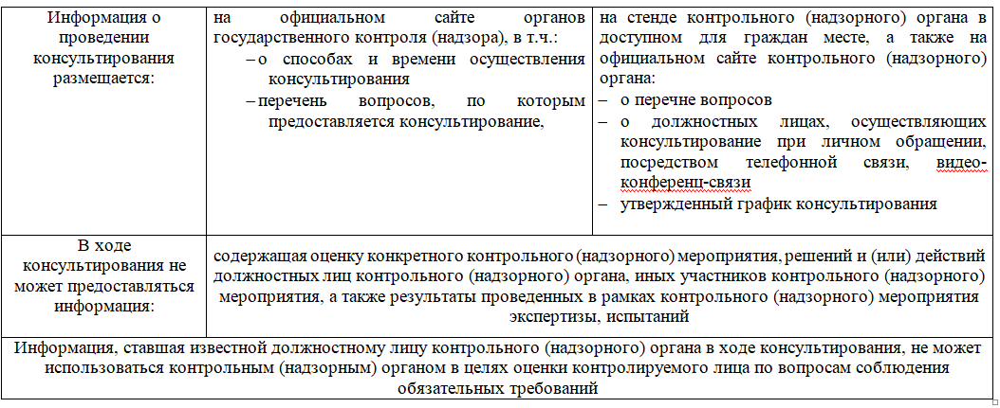 Информация о
проведении
консультирования
размещается:
на официальном сайте органов
государственного контроля (надзора), в т.ч.:
– о способах и времени осуществления
консультирования
– перечень вопросов, по которым
предоставляется консультирование,
на стенде контрольного (надзорного) органа в
доступном для граждан месте, а также на
официальном сайте контрольного (надзорного)
органа:
– о перечне вопросов
– о должностных лицах, осуществляющих
консультирование при личном обращении,
посредством телефонной связи, видео-
конференц-связи
– утвержденный график консультирования
В ходе
консультирования не
может предоставляться
информация:
содержащая оценку конкретного контрольного (надзорного) мероприятия, решений и (или) действий
должностных лиц контрольного (надзорного) органа, иных участников контрольного (надзорного)
мероприятия, а также результаты проведенных в рамках контрольного (надзорного) мероприятия
экспертизы, испытаний
Информация, ставшая известной должностному лицу контрольного (надзорного) органа в ходе консультирования, не может
использоваться контрольным (надзорным) органом в целях оценки контролируемого лица по вопросам соблюдения
обязательных требований